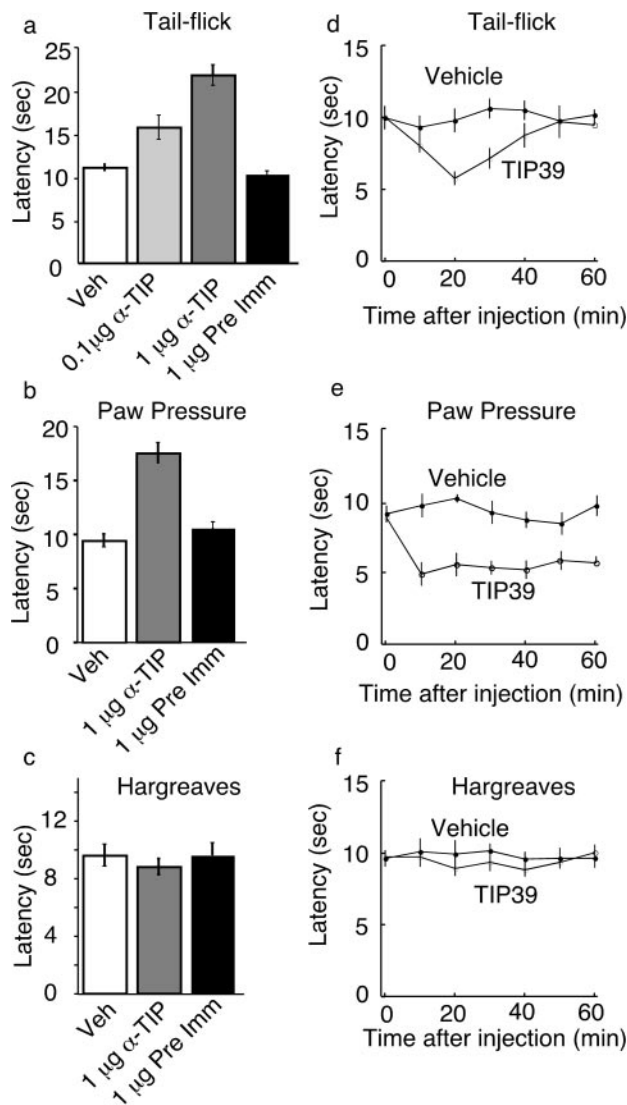 a
Tail-flick
Latency (sec)
25
20
15
10
0
Veh
0.1μg α-TIP
1 μg α-TIP
1 μg Pre Imm
d
Tail-flick
Latency (sec)
15
10
5
0
Vehicle
TIP39
0 20 40 60
Time after injection (min)
b
Paw Pressure
Latency (sec)
20
15
10
5
0
Veh
1 μg α-TIP
1 μg Pre Imm
e
Paw Pressure
Latency (sec)
15
10
5
0
Vehicle
TIP39
0 20 40 60
Time after injection (min)
c
Hargreaves
Latency (sec)
12
8
4
0
Veh
1 μg α-TIP
1 μg Pre Imm
f
Hargreaves
Latency (sec)
15
10
5
0
Vehicle
TIP39
0 20 40 60
Time after injection (min)